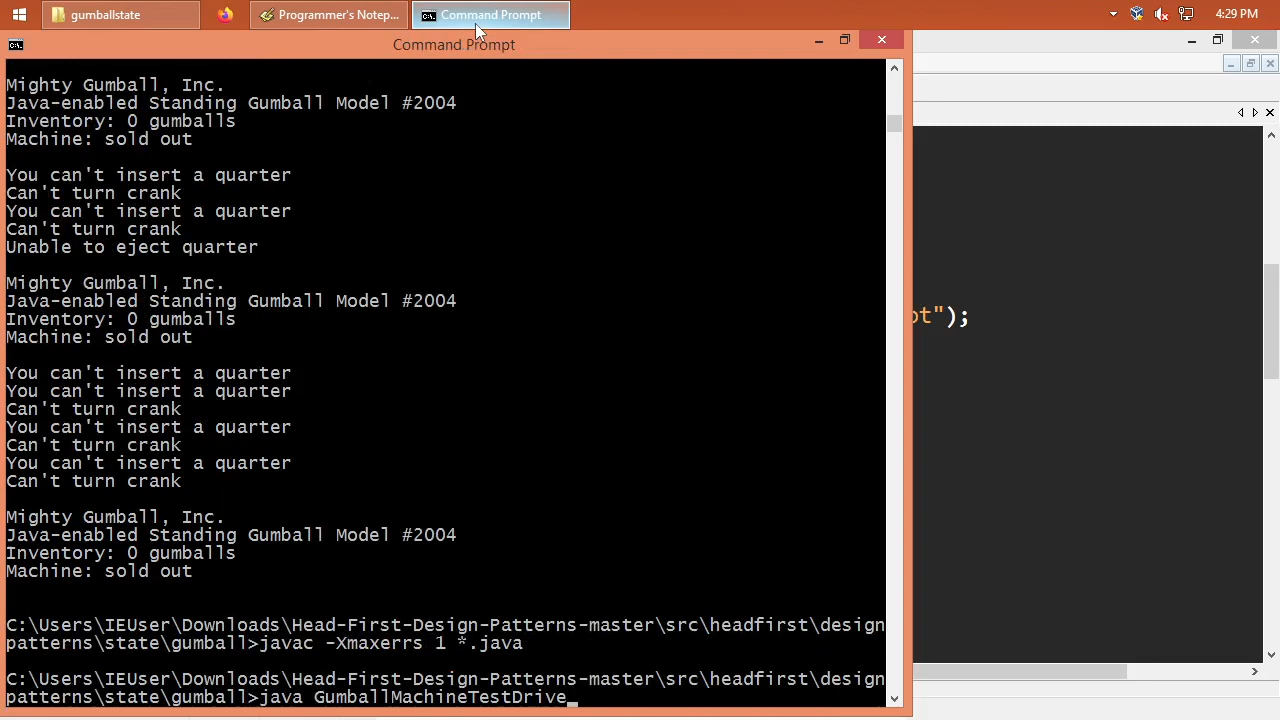 gumballstate
Programmer's Notep...
Command Prompt
4:29 PM
Command Prompt
Mighty Gumball, Inc.
Java-enabled Standing Gumball Model #2004
Inventory: 0 gumballs
Machine: sold out
You can't insert a quarter
Can't turn crank
You can't insert a quarter
Can't turn crank
Unable to eject quarter
Mighty Gumball, Inc.
Java-enabled Standing Gumball Model #2004
Inventory: 0 gumballs
Machine: sold out
You can't insert a quarter
You can't insert a quarter
Can't turn crank
You can't insert a quarter
Can't turn crank
You can't insert a quarter
Can't turn crank
Mighty Gumball, Inc.
Java-enabled Standing Gumball Model #2004
Inventory: 0 gumballs
Machine: sold out
C:\Users\IEUser\Downloads\Head-First-Design-Patterns-master\src\headfirst\design
patterns\state\gumball>javac -Xmaxerrs 1 *.java
C:\Users\IEUser\Downloads\Head-First-Design-Patterns-master\src\headfirst\design
patterns\state\gumball>java GumballMachineTestDrive_
pt");